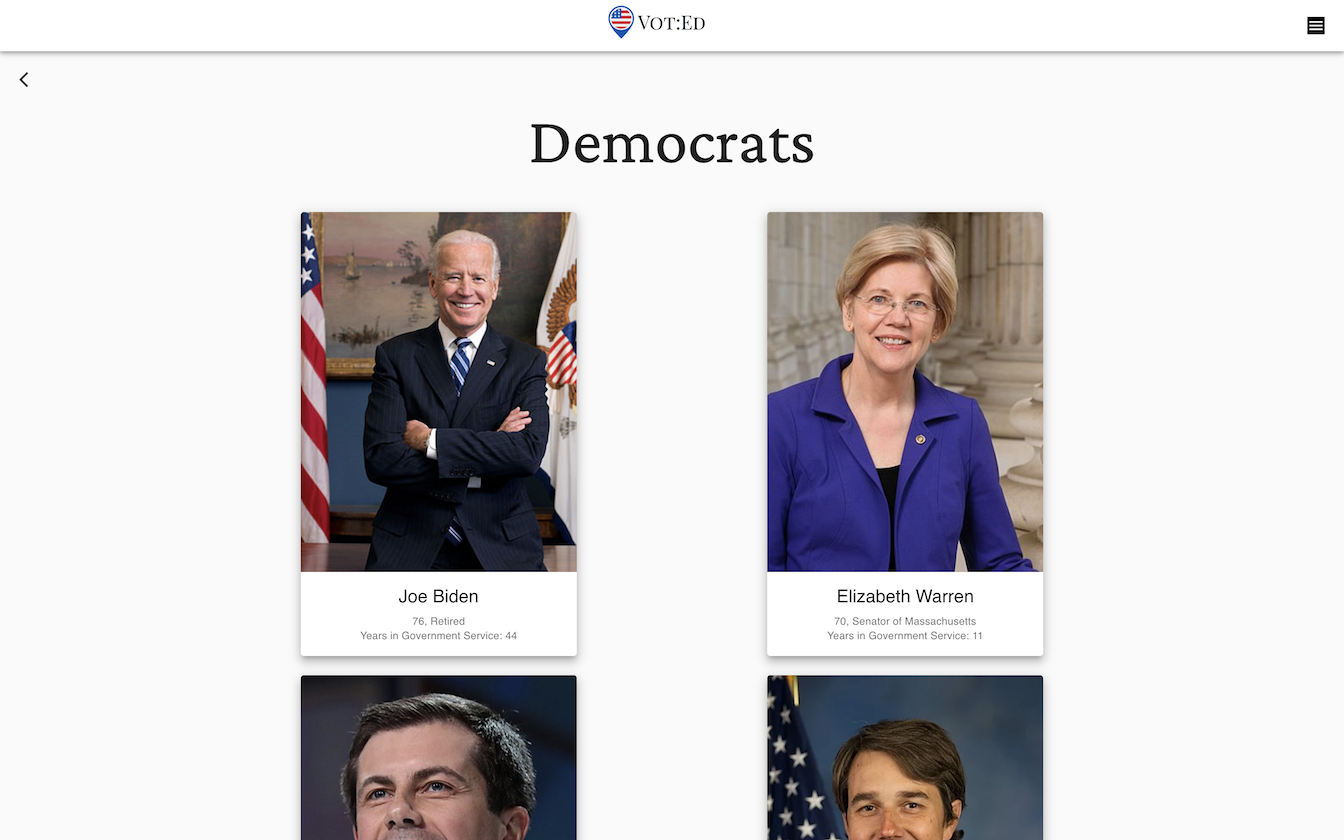 Vot:Ed
Democrats
Joe Biden
76, Retired
Years in Government Service: 44
Elizabeth Warren
70, Senator of Massachusetts
Years in Government Service: 11